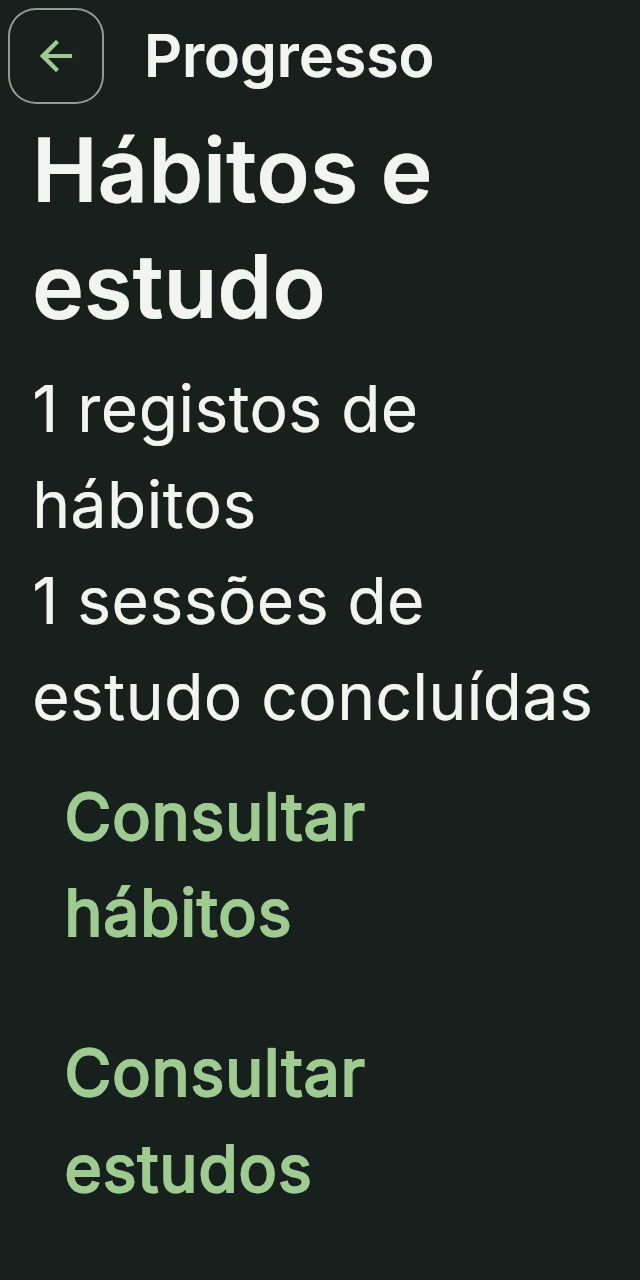 Progresso
Hábitos e
estudo
1 registos de
hábitos
1 sessões de
estudo concluídas
Consultar
hábitos
Consultar
estudos